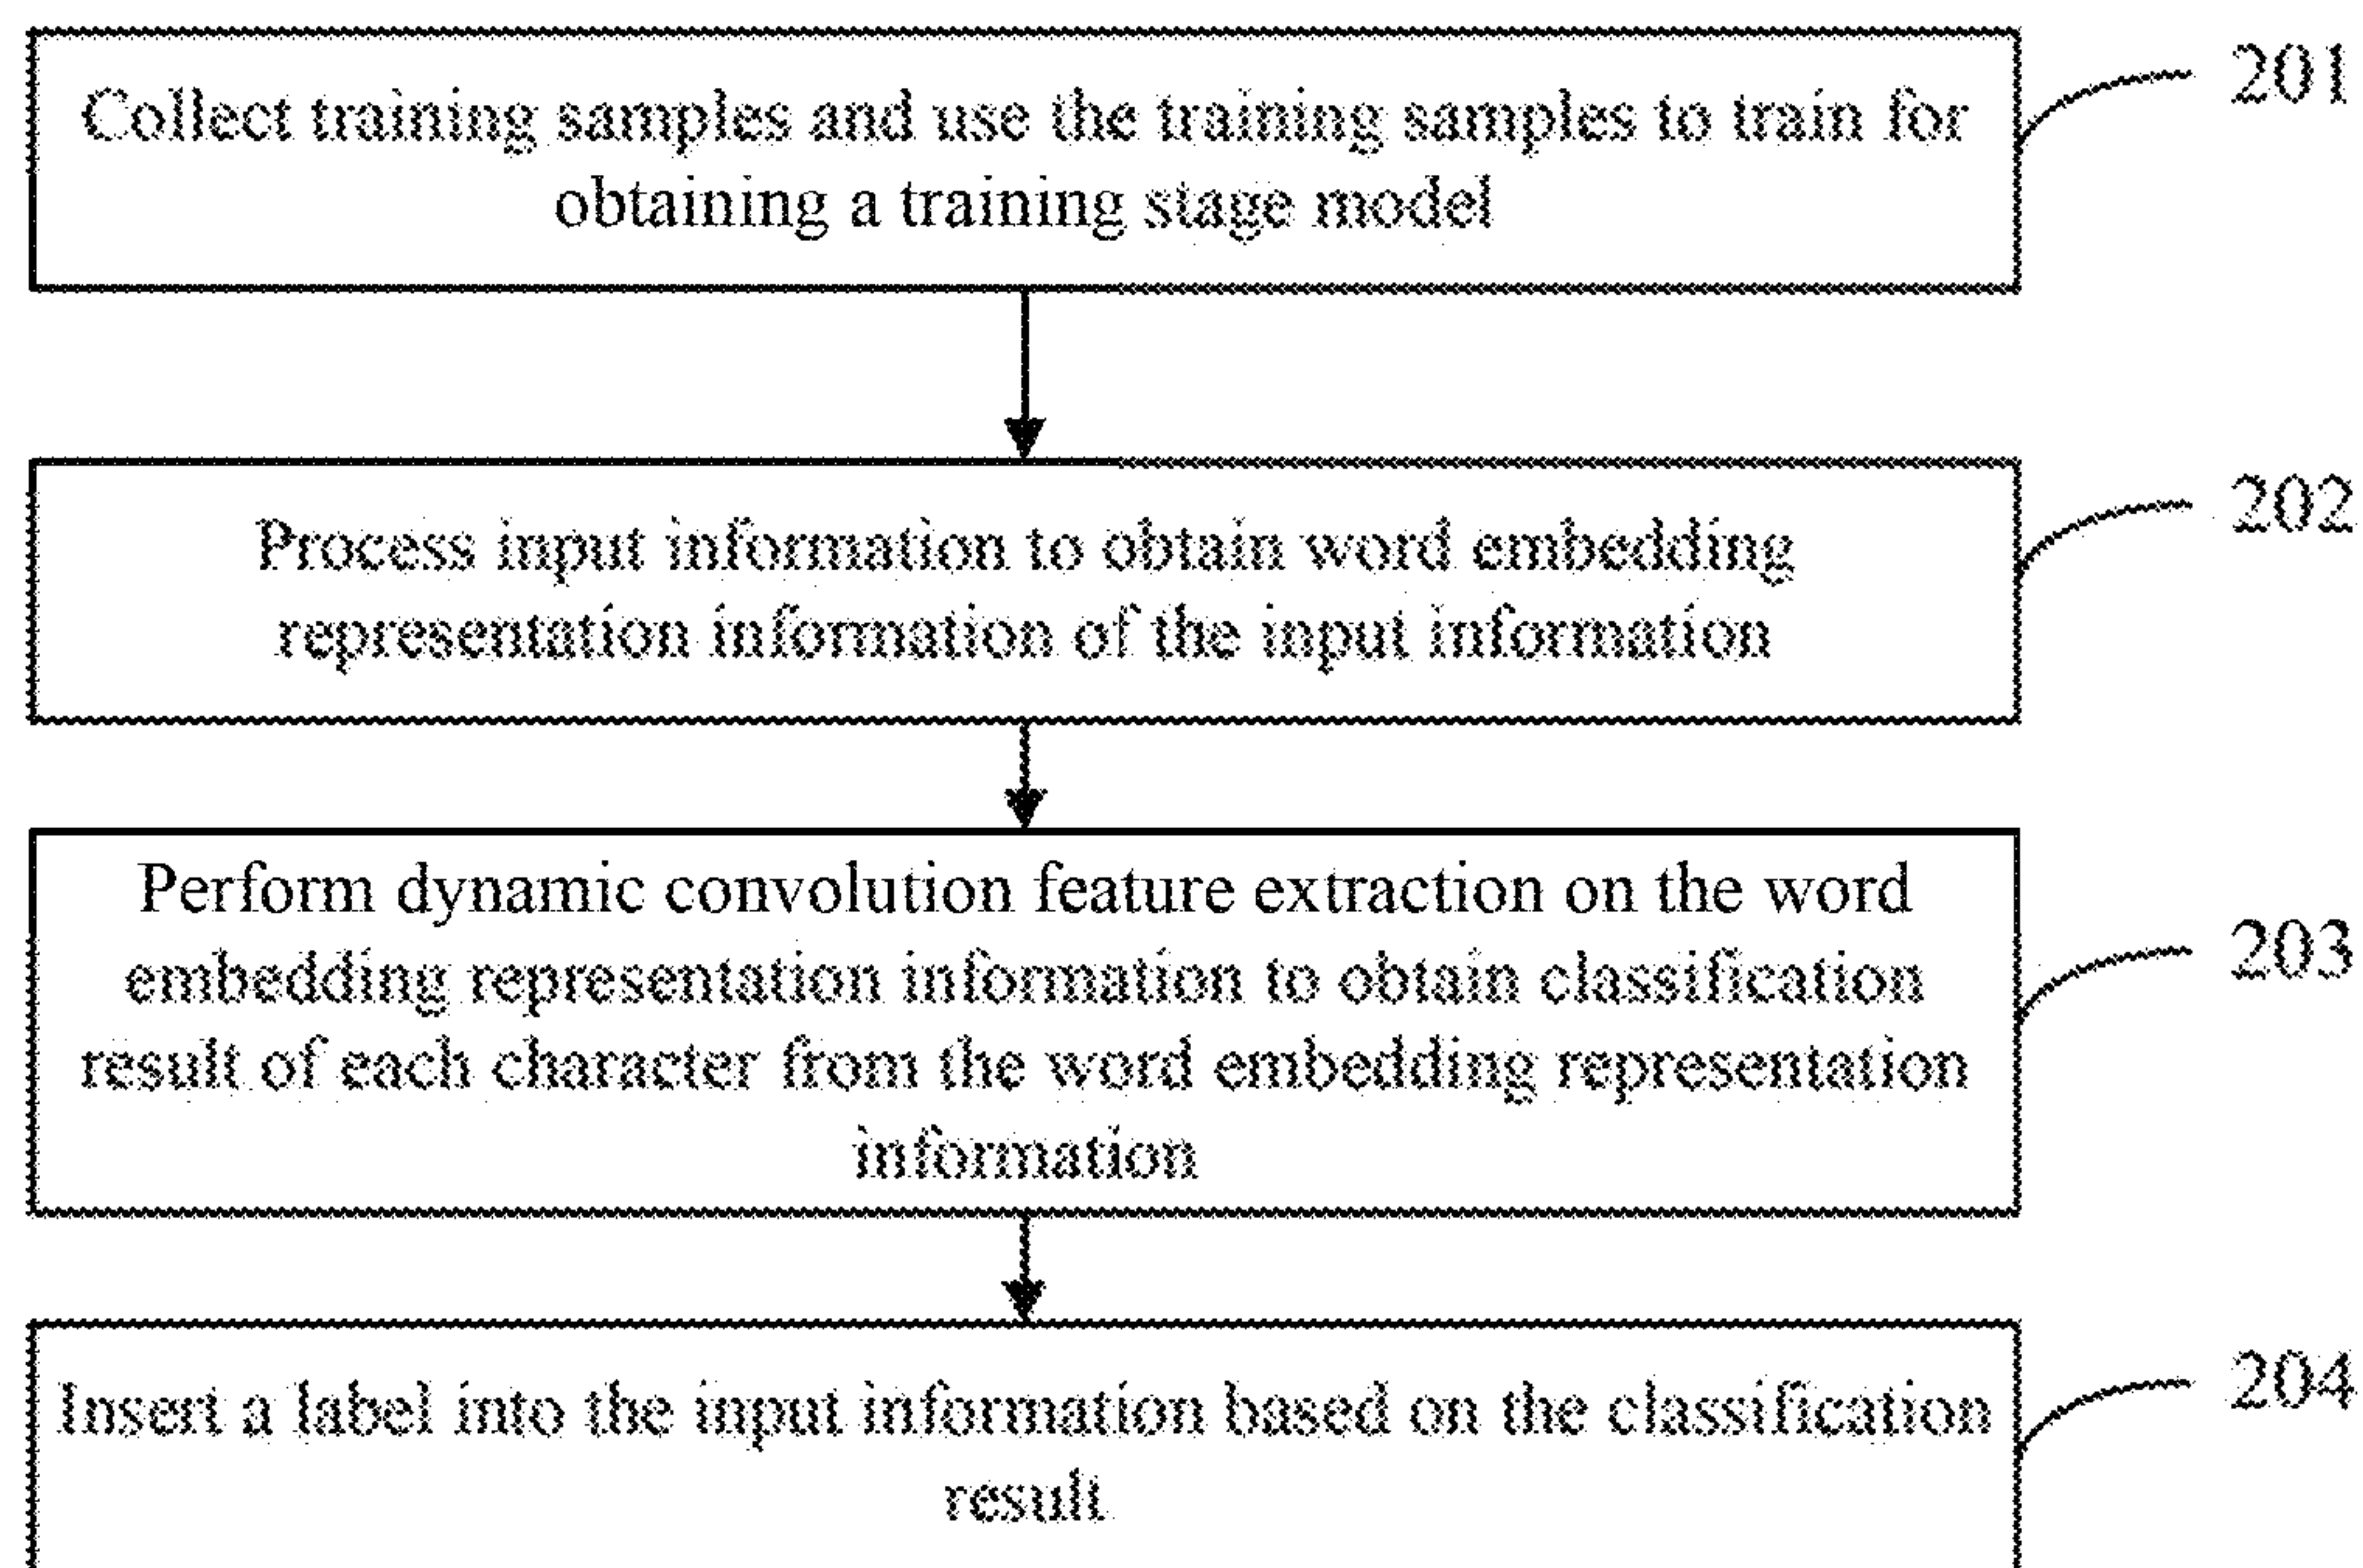 Collect training samples and use the training samples to train for
obtaining a training stage model
201
Process input information to obtain word embedding
representation information of the input information
202
Perform dynamic convolution feature extraction on the word
embedding representation information to obtain classification
result of each character from the word embedding representation
information
203
Insert a label into the input information based on the classification
result
204